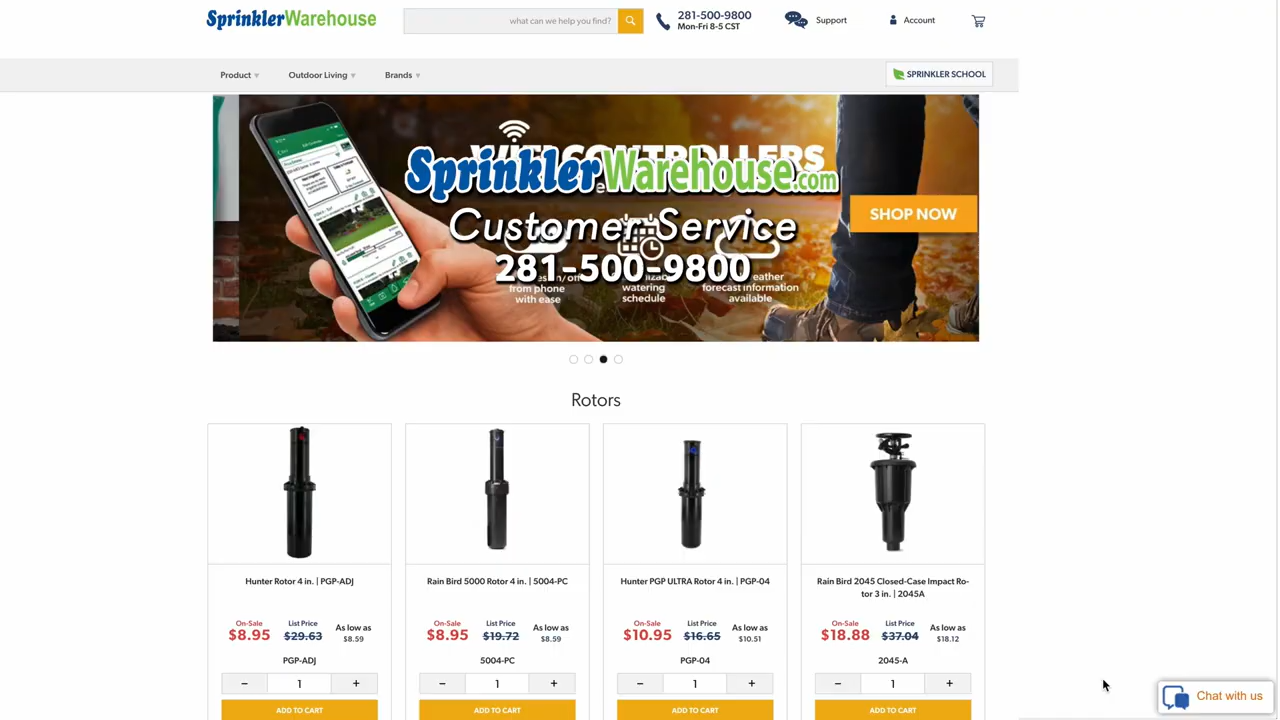 SprinklerWarehouse
what can we help you find?
281-500-9800
Mon-Fri 8-5 CST
Support
Account
Product
Outdoor Living
Brands
SPRINKLER SCHOOL
SprinklerWarehouse.com
SHOP NOW
Customer Service
281-500-9800
from phone
with ease
watering
schedule
forecast information
available
Rotors
Hunter Rotor 4 in. | PGP-ADJ
On-Sale List Price As low as
$8.95 $29.63 $8.59
PGP-ADJ
− 1 +
ADD TO CART
Rain Bird 5000 Rotor 4 in. | 5004-PC
On-Sale List Price As low as
$8.95 $19.72 $8.59
5004-PC
− 1 +
ADD TO CART
Hunter PGP ULTRA Rotor 4 in. | PGP-04
On-Sale List Price As low as
$10.95 $16.65 $10.51
PGP-04
− 1 +
ADD TO CART
Rain Bird 2045 Closed-Case Impact Ro-
tor 3 in. | 2045A
On-Sale List Price As low as
$18.88 $37.04 $18.12
2045-A
− 1 +
ADD TO CART
Chat with us